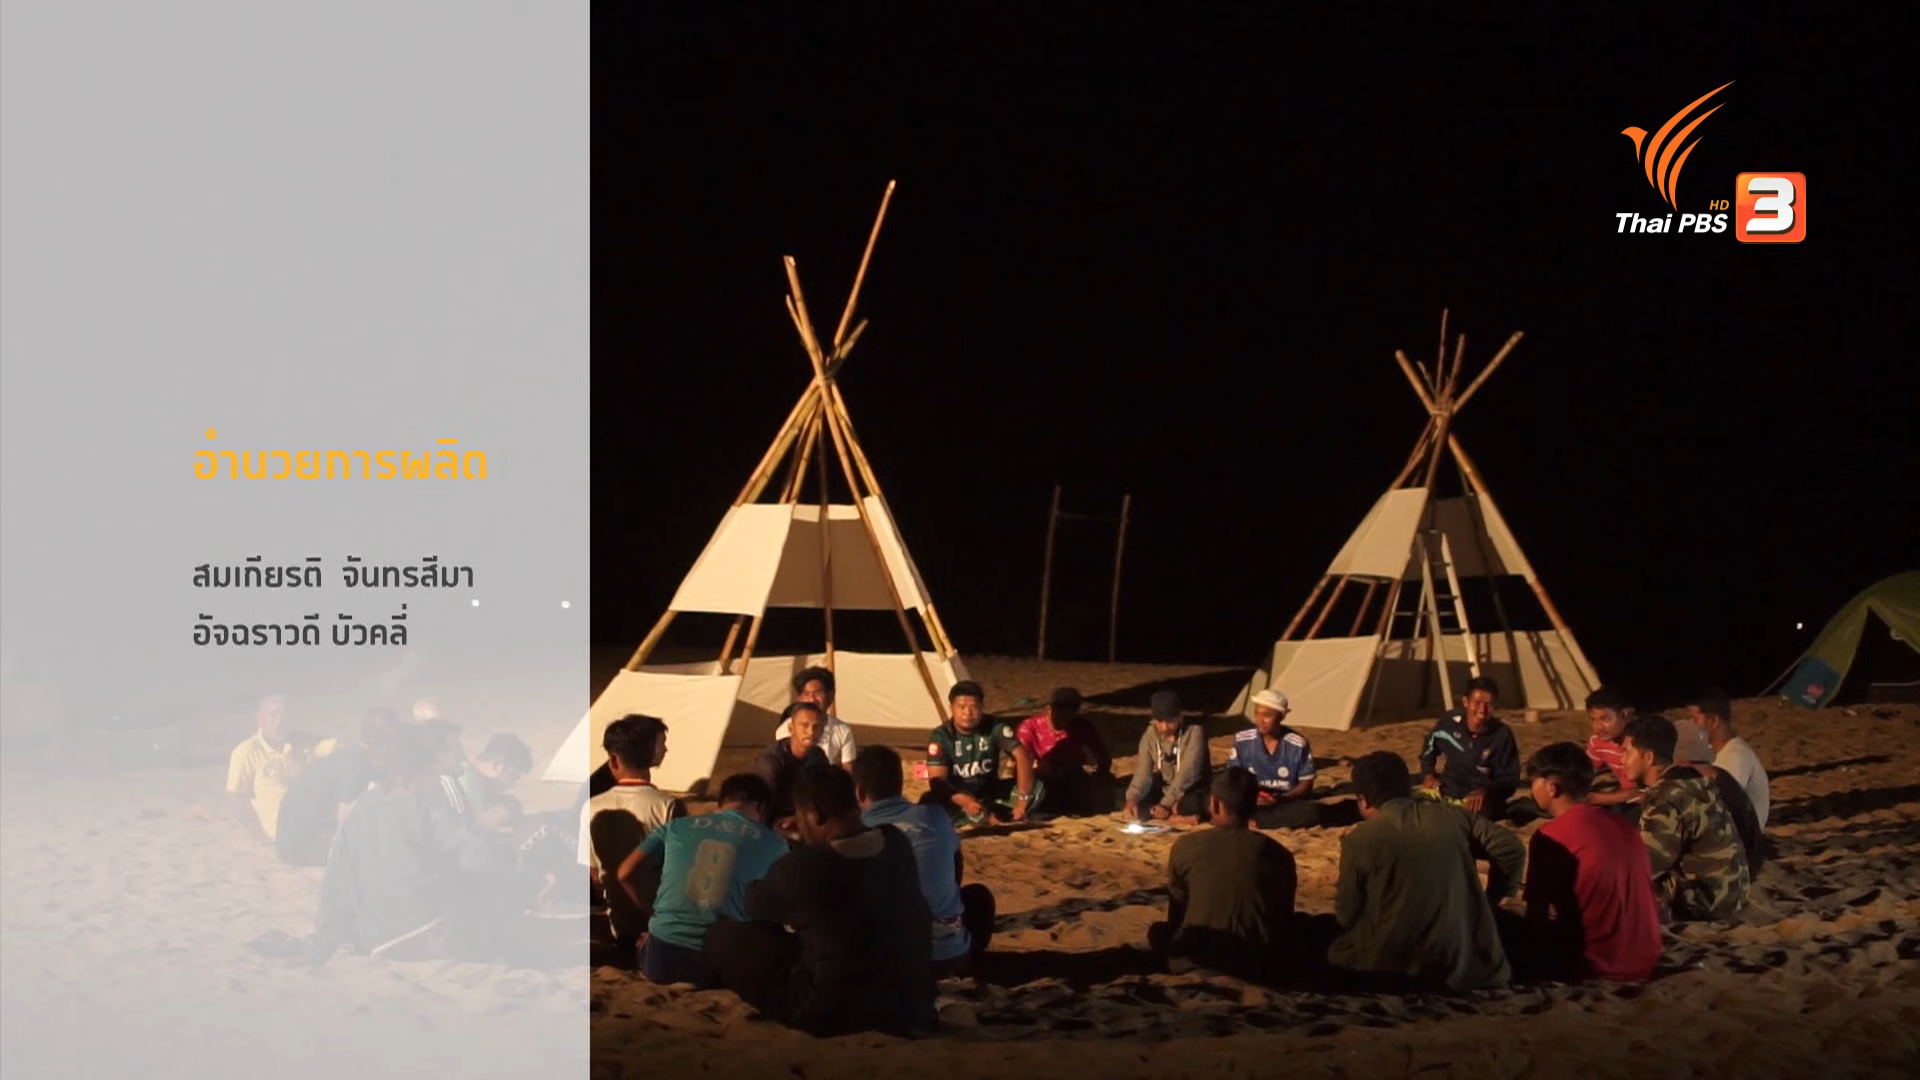 อำนวยการผลิต
สมเกียรติ จันทรสีมา
อัจฉราวดี บัวคลี่
HD
Thai PBS 3
MAC
8